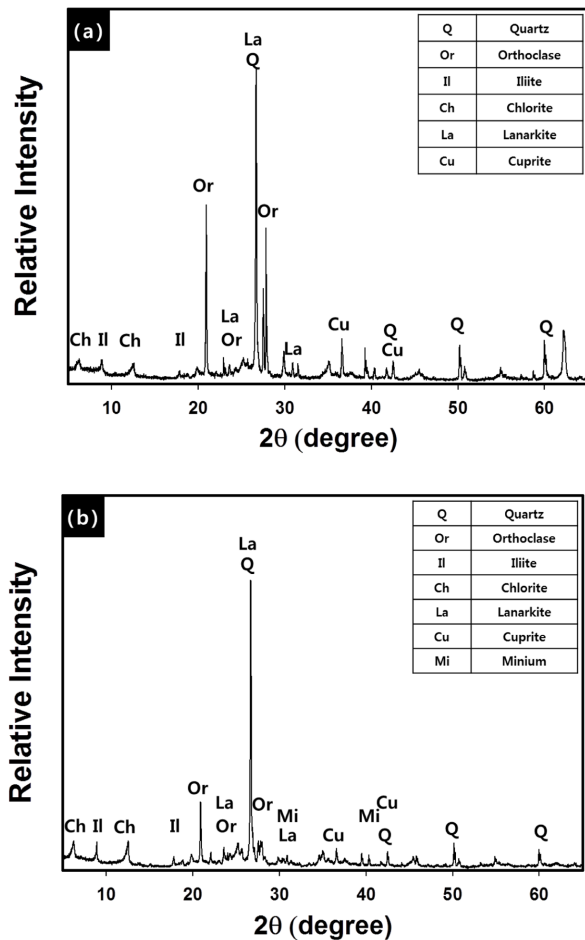 (a)
Q Quartz
Or Orthoclase
Il Iliite
Ch Chlorite
La Lanarkite
Cu Cuprite
Relative Intensity
La
Q
Or
Or
La
Ch Il Ch Il Or La Cu Q Cu Q Q
10 20 30 40 50 60
2θ (degree)
(b)
Q Quartz
Or Orthoclase
Il Iliite
Ch Chlorite
La Lanarkite
Cu Cuprite
Mi Minium
Relative Intensity
La
Q
Or
La Or Mi Mi Cu
Ch Il Ch Il Or La Cu Q Q Q
10 20 30 40 50 60
2θ (degree)